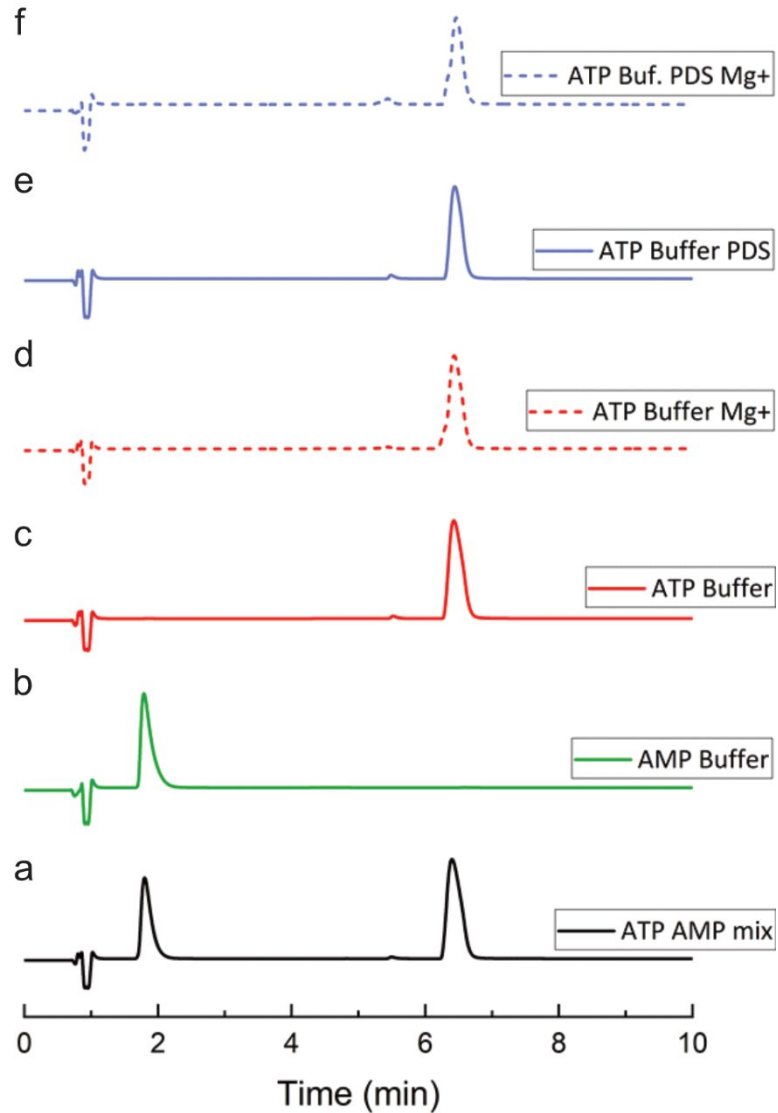 f
ATP Buf. PDS Mg+
e
ATP Buffer PDS
d
ATP Buffer Mg+
c
ATP Buffer
b
AMP Buffer
a
ATP AMP mix
0 2 4 6 8 10
Time (min)